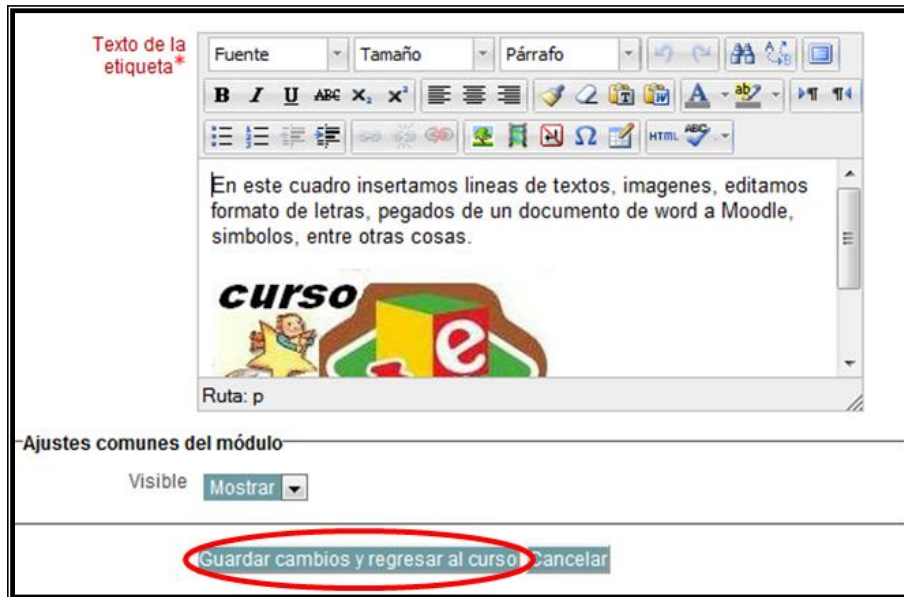 Texto de la
etiqueta*
Fuente Tamaño Párrafo
B I U ABC x₂ x² A ab
HTML ABC
En este cuadro insertamos lineas de textos, imagenes, editamos
formato de letras, pegados de un documento de word a Moodle,
simbolos, entre otras cosas.
curso
e
Ruta: p
Ajustes comunes del módulo
Visible Mostrar
Guardar cambios y regresar al curso Cancelar